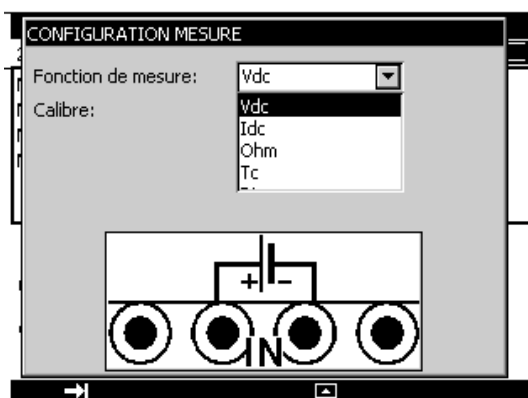 CONFIGURATION MESURE
Fonction de mesure: Vdc
Calibre:
Vdc
Idc
Ohm
Tc
+ -
IN